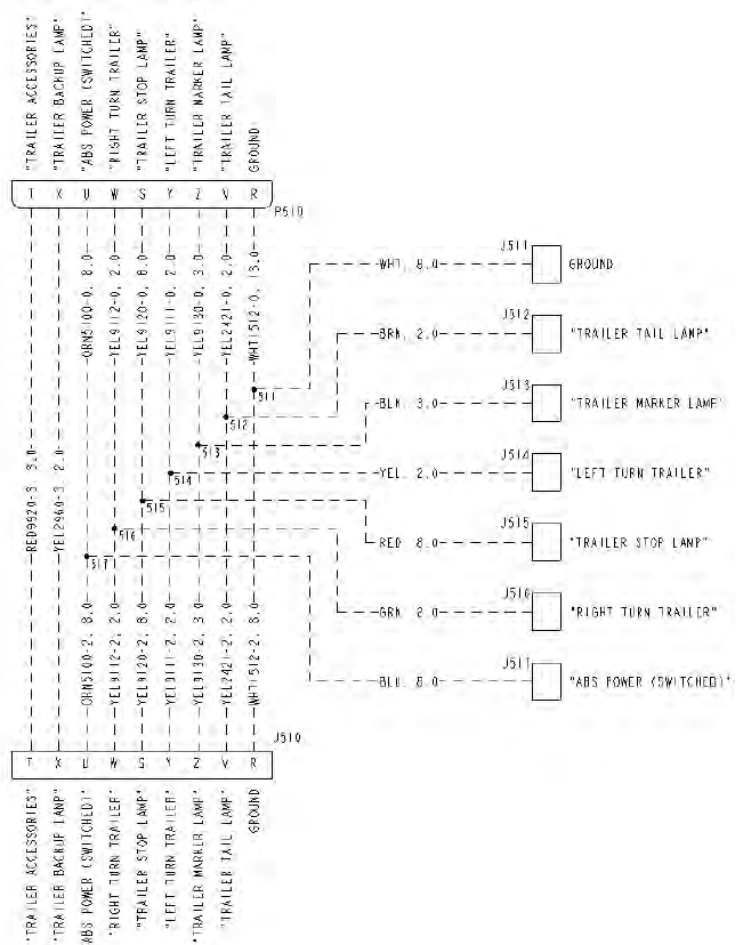 "TRAILER ACCESSORIES"
"TRAILER BACKUP LAMP"
"ABS POWER (SWITCHED)"
"RIGHT TURN TRAILER"
"TRAILER STOP LAMP"
"LEFT TURN TRAILER"
"TRAILER MARKER LAMP"
"TRAILER TAIL LAMP"
GROUND
T X U W S Y Z V R
P510
RED9920-3 3.0
YEL2960-3 2.0
ORN5100-0, 8.0
YEL9112-0, 2.0
YEL9120-0, 8.0
YEL9111-0, 2.0
YEL9130-0, 3.0
YEL2421-0, 2.0
WHT1512-0, 13.0
511
512
513
514
515
516
517
WHT, 8.0 J511 GROUND
BRN, 2.0 J512 "TRAILER TAIL LAMP"
BLK, 3.0 J513 "TRAILER MARKER LAMP"
YEL, 2.0 J514 "LEFT TURN TRAILER"
RED 8.0 J515 "TRAILER STOP LAMP"
GRN 2.0 J516 "RIGHT TURN TRAILER"
BLU, 8.0 J517 "ABS POWER (SWITCHED)"
ORN5100-2, 8.0
YEL9112-2, 2.0
YEL9120-2, 8.0
YEL9111-2, 2.0
YEL9130-2, 3.0
YEL2421-2, 2.0
WHT1512-2, 8.0
J510
T X U W S Y Z V R
"TRAILER ACCESSORIES"
"TRAILER BACKUP LAMP"
ABS POWER (SWITCHED)"
"RIGHT TURN TRAILER"
"TRAILER STOP LAMP"
"LEFT TURN TRAILER"
"TRAILER MARKER LAMP"
"TRAILER TAIL LAMP"
GROUND